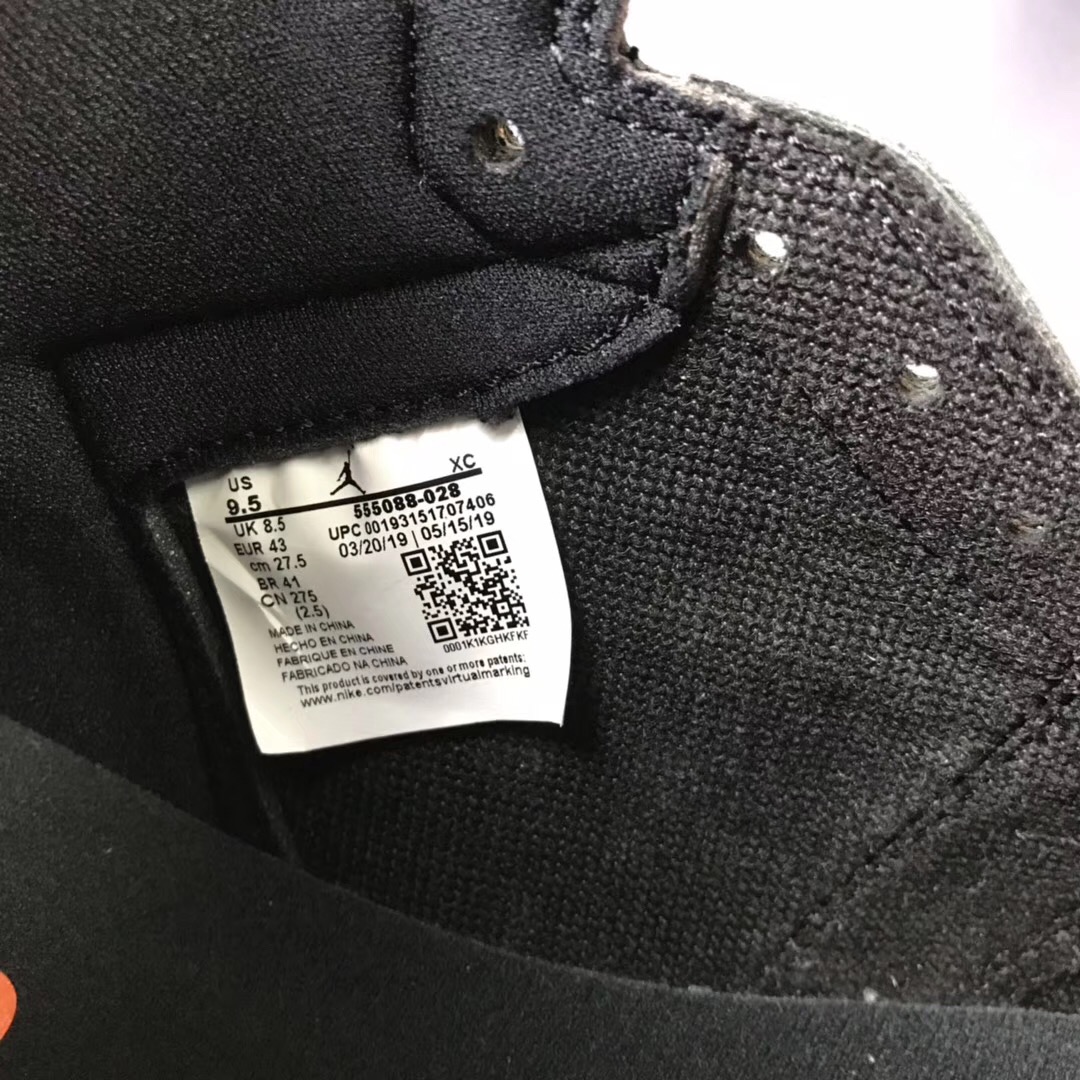 US
XC
9.5
555088-028
UK 8.5
UPC 00193151707406
EUR 43
03/20/19 | 05/15/19
cm 27.5
BR 41
CN 275
(2.5)
MADE IN CHINA
HECHO EN CHINA
FABRIQUE EN CHINE
FABRICADO NA CHINA
0001K1KGHKFKF
This product is covered by one or more patents:
www.nike.com/patentsvirtualmarking